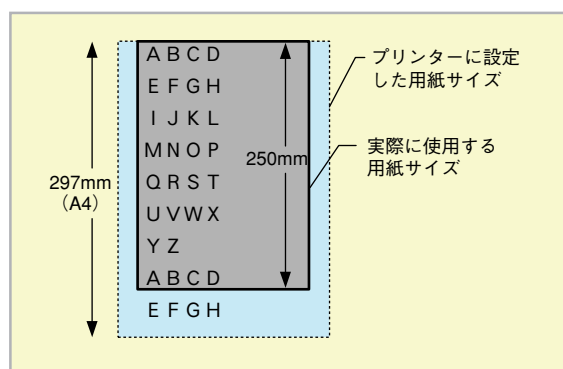 A B C D
E F G H
I J K L
M N O P
Q R S T
U V W X
Y Z
A B C D
E F G H
297mm
(A4)
250mm
プリンターに設定
した用紙サイズ
実際に使用する
用紙サイズ